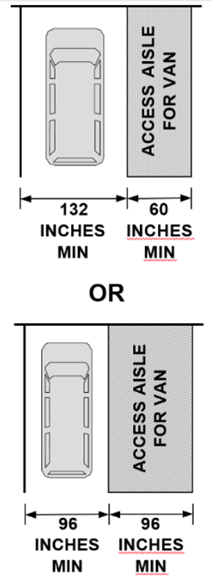 ACCESS AISLE
FOR VAN
132
INCHES
MIN
60
INCHES
MIN
OR
ACCESS AISLE
FOR VAN
96
INCHES
MIN
96
INCHES
MIN